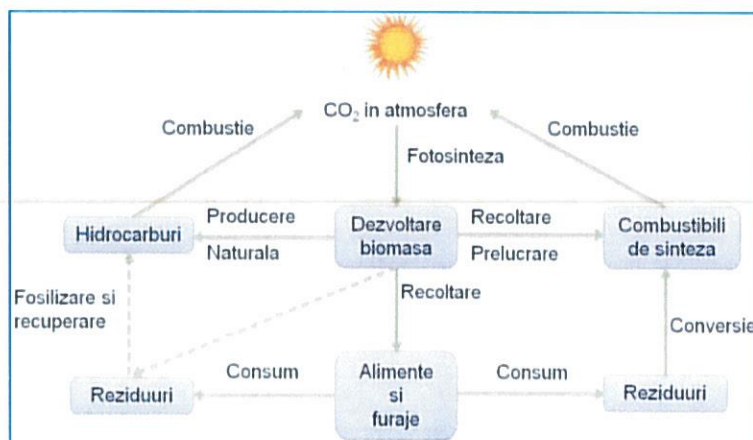 CO₂ in atmosfera
Combustie
Combustie
Fotosinteza
Hidrocarburi
Producere
Naturala
Dezvoltare
biomasa
Recoltare
Prelucrare
Combustibili
de sinteza
Fosilizare si
recuperare
Recoltare
Conversie
Reziduuri
Consum
Alimente
si
furaje
Consum
Reziduuri